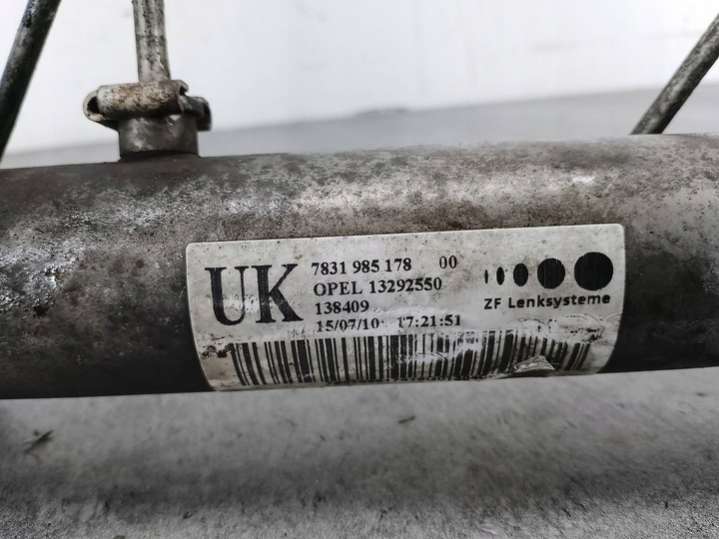 UK
7831 985 178 00
OPEL 13292550
138409
15/07/10 17:21:51
ZF Lenksysteme